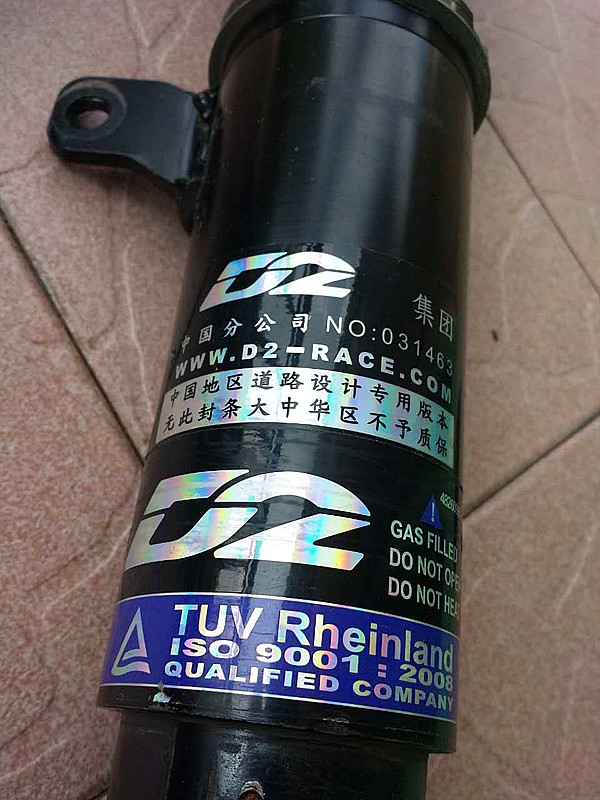 D2 集团
中国分公司 NO:031463
WWW.D2-RACE.COM
中国地区道路设计专用版本
无此封条大中华区不予质保
D2
GAS FILLED
DO NOT
DO NOT
TUV Rheinland
ISO 9001 : 2008
QUALIFIED COMPANY